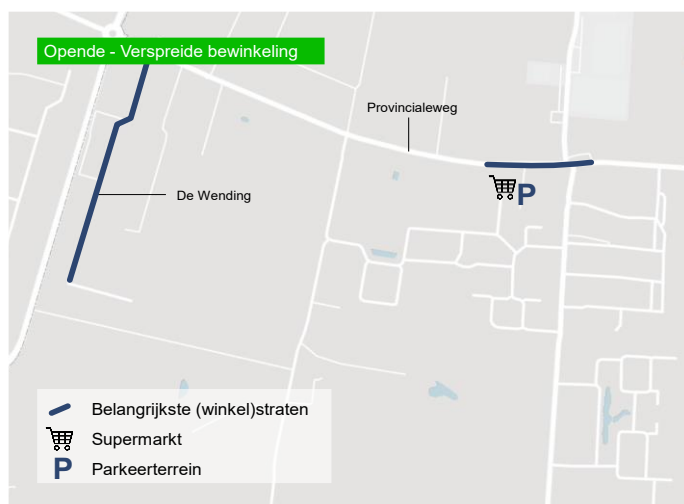 Opende - Verspreide bewinkeling
Provincialeweg
De Wending
P
Belangrijkste (winkel)straten
Supermarkt
P Parkeerterrein